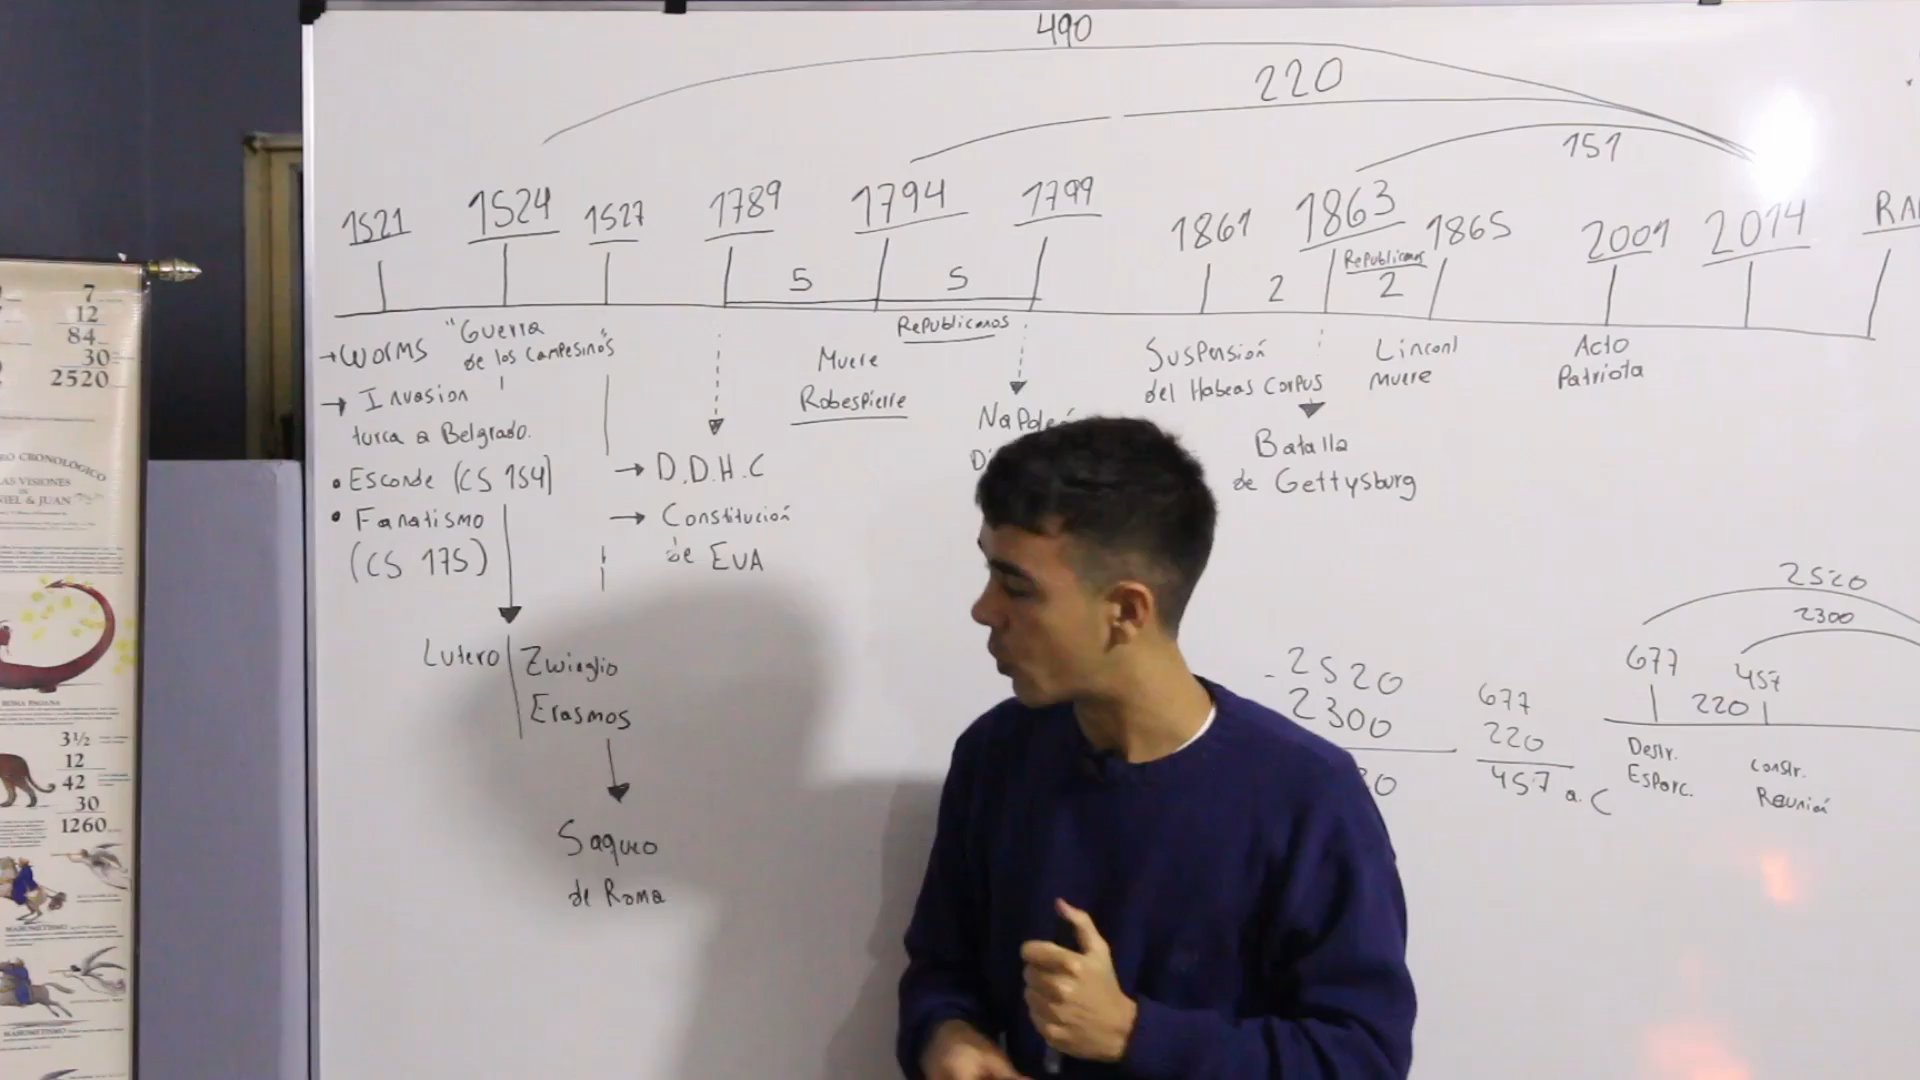 490
220
151
1521 1524 1527 1789 1794 1799 1861 1863 1865 2001 2014
5 5 2 Republicanos 2
Republicanos
→ Worms
→ Invasion
turca a Belgrado.
• Esconde (CS 154)
• Fanatismo
(CS 175)
"Guerra
de los Campesinos"
Lutero Zwinglio
Erasmos
Saqueo
de Roma
→ D.D.H.C
→ Constitución
de EUA
Muere
Robespierre
Suspensión
del Habeas Corpus
Batalla
de Gettysburg
Linconl
muere
Acto
Patriota
- 2520
2300
677
220
457 a.C
2520
2300
677 457
220
Destr.
Esparc.
Constr.
Reunión
7
12
84
30
2520
3½
12
42
30
1260